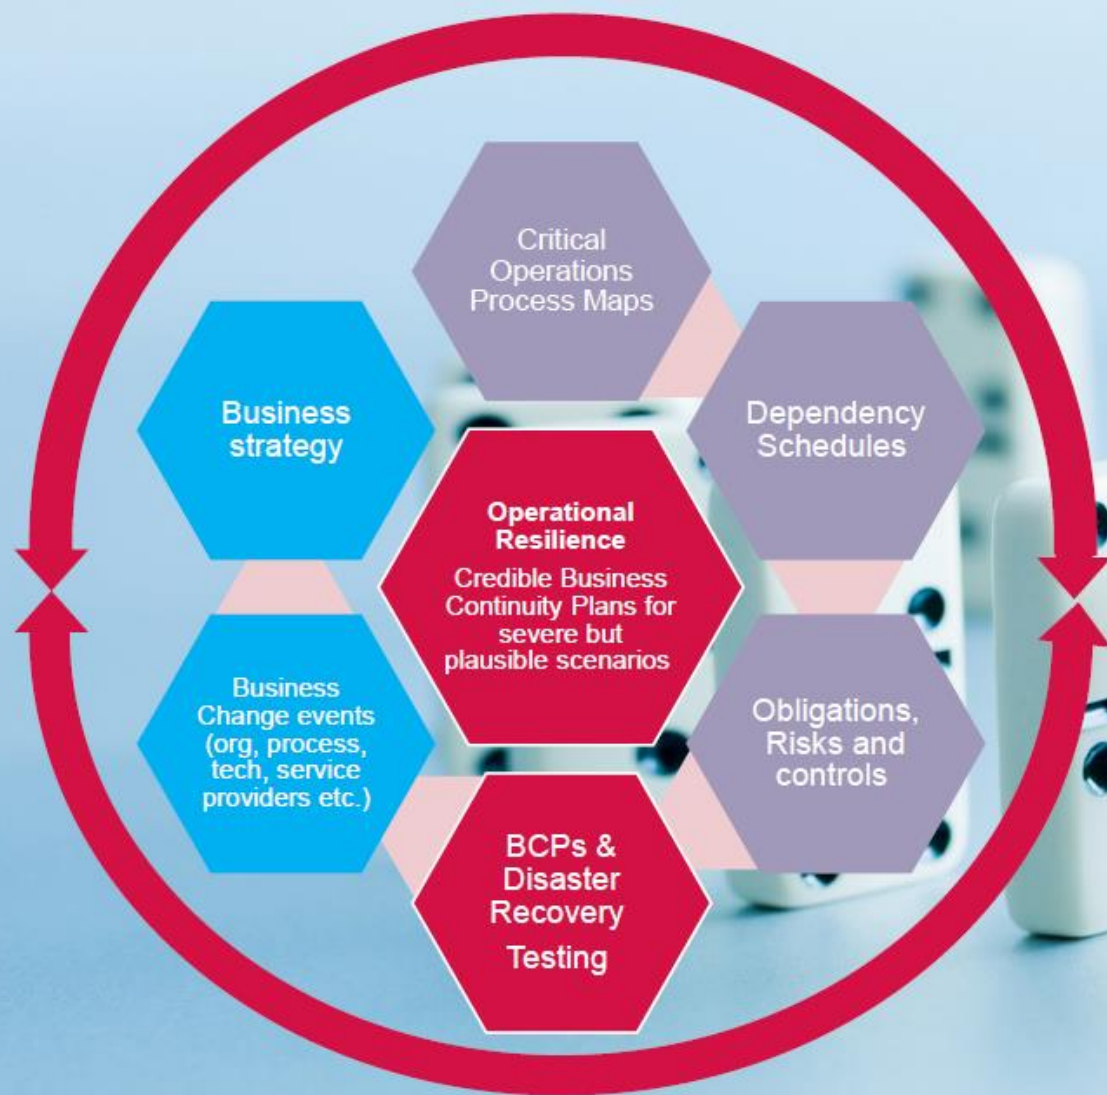 Critical
Operations
Process Maps
Business
strategy
Dependency
Schedules
Operational
Resilience
Credible Business
Continuity Plans for
severe but
plausible scenarios
Business
Change events
(org, process,
tech, service
providers etc.)
Obligations,
Risks and
controls
BCPs &
Disaster
Recovery
Testing